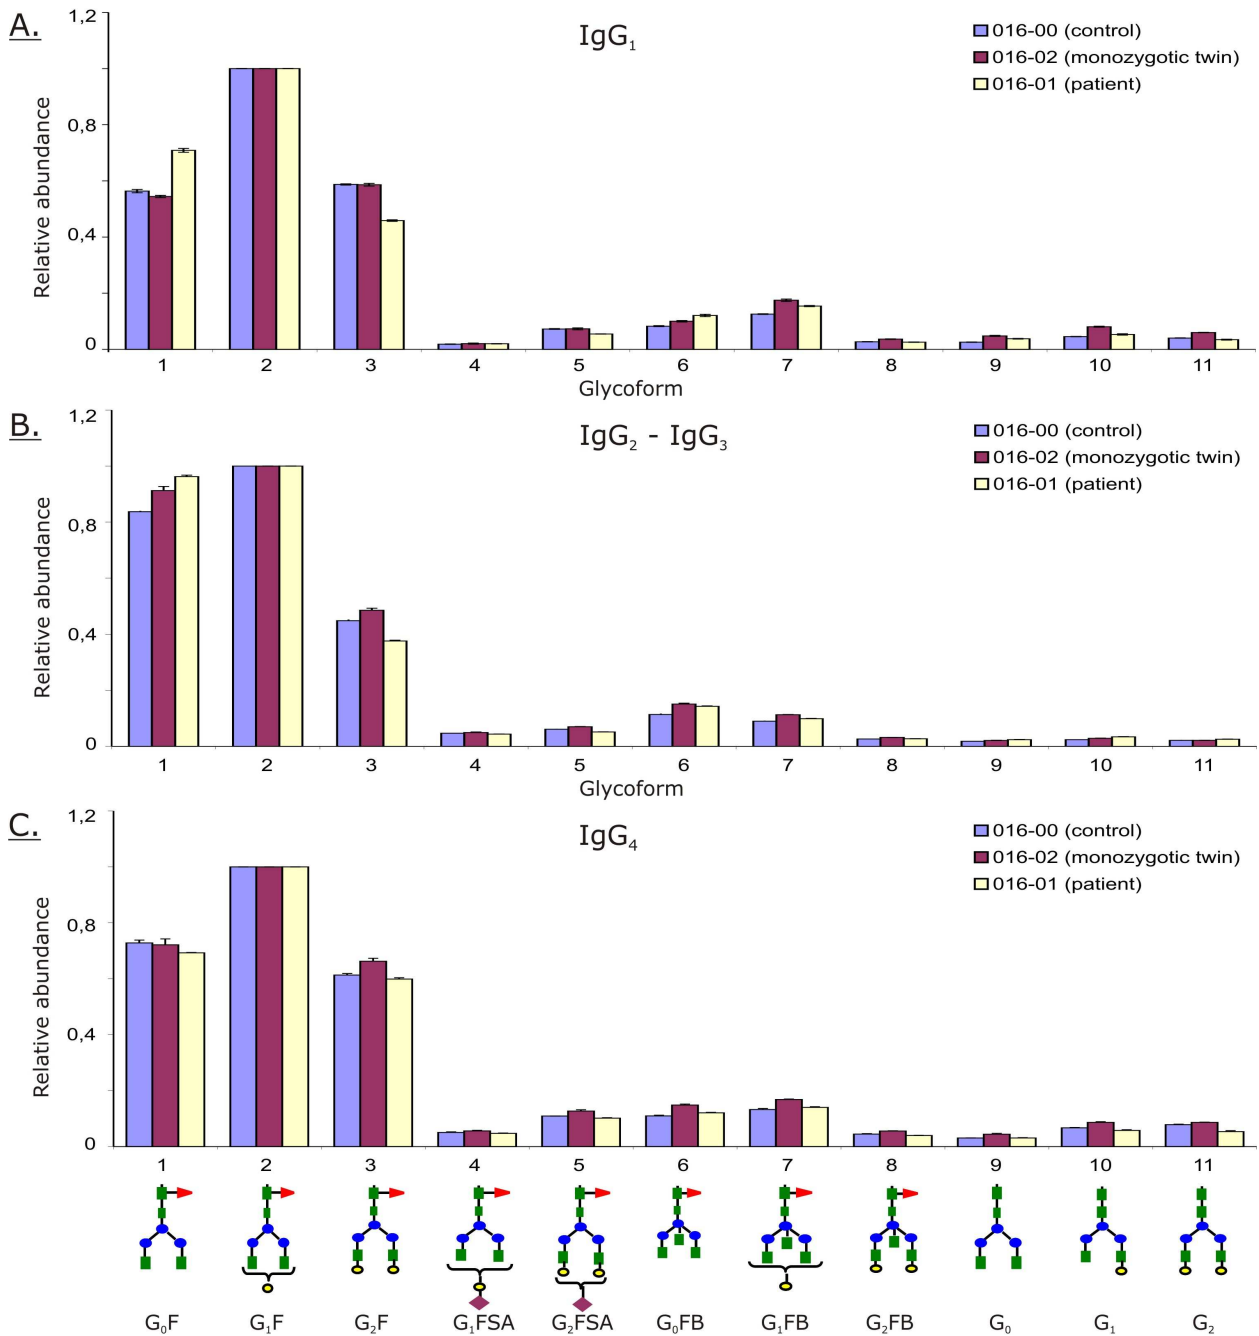 A.
IgG₁
1,2
0,8
0,4
0
Relative abundance
016-00 (control)
016-02 (monozygotic twin)
016-01 (patient)
1 2 3 4 5 6 7 8 9 10 11
Glycoform
B.
IgG₂ - IgG₃
1,2
0,8
0,4
0
Relative abundance
016-00 (control)
016-02 (monozygotic twin)
016-01 (patient)
1 2 3 4 5 6 7 8 9 10 11
Glycoform
C.
IgG₄
1,2
0,8
0,4
0
Relative abundance
016-00 (control)
016-02 (monozygotic twin)
016-01 (patient)
1 2 3 4 5 6 7 8 9 10 11
G₀F G₁F G₂F G₁FSA G₂FSA G₀FB G₁FB G₂FB G₀ G₁ G₂